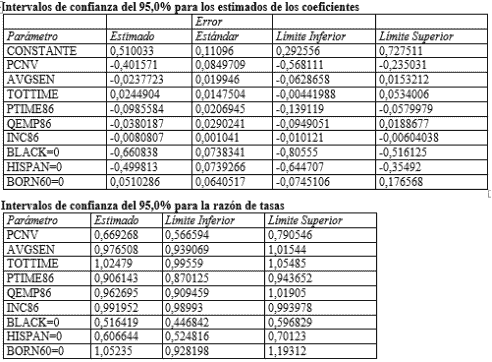 Intervalos de confianza del 95,0% para los estimados de los coeficientes
Error
Parámetro Estimado Estándar Límite Inferior Límite Superior
CONSTANTE 0,510033 0,11096 0,292556 0,727511
PCNV -0,401571 0,0849709 -0,568111 -0,235031
AVGSEN -0,0237723 0,019946 -0,0628658 0,0153212
TOTTIME 0,0244904 0,0147504 -0,00441988 0,0534006
PTIME86 -0,0985584 0,0206945 -0,139119 -0,0579979
QEMP86 -0,0380187 0,0290241 -0,0949051 0,0188677
INC86 -0,0080807 0,001041 -0,010121 -0,00604038
BLACK=0 -0,660838 0,0738341 -0,80555 -0,516125
HISPAN=0 -0,499813 0,0739266 -0,644707 -0,35492
BORN60=0 0,0510286 0,0640517 -0,0745106 0,176568
Intervalos de confianza del 95,0% para la razón de tasas
Parámetro Estimado Límite Inferior Límite Superior
PCNV 0,669268 0,566594 0,790546
AVGSEN 0,976508 0,939069 1,01544
TOTTIME 1,02479 0,99559 1,05485
PTIME86 0,906143 0,870125 0,943652
QEMP86 0,962695 0,909459 1,01905
INC86 0,991952 0,98993 0,993978
BLACK=0 0,516419 0,446842 0,596829
HISPAN=0 0,606644 0,524816 0,70123
BORN60=0 1,05235 0,928198 1,19312